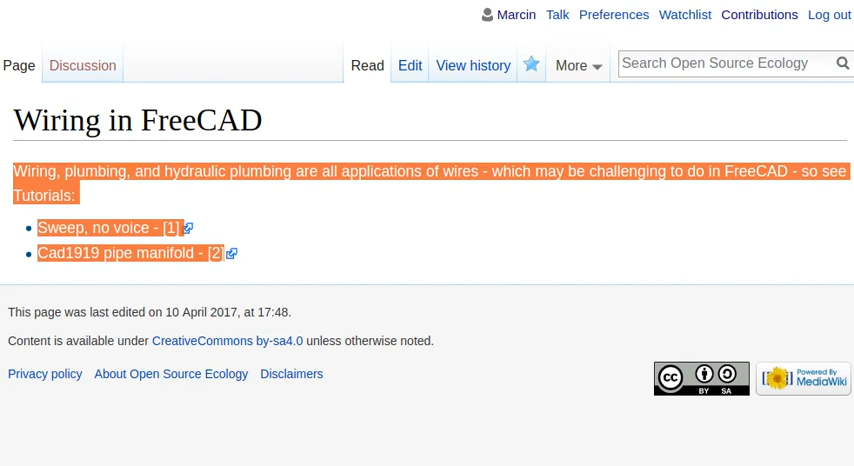 Marcin Talk Preferences Watchlist Contributions Log out
Page Discussion Read Edit View history More Search Open Source Ecology
Wiring in FreeCAD
Wiring, plumbing, and hydraulic plumbing are all applications of wires - which may be challenging to do in FreeCAD - so see
Tutorials:
Sweep, no voice - [1]
Cad1919 pipe manifold - [2]
This page was last edited on 10 April 2017, at 17:48.
Content is available under CreativeCommons by-sa4.0 unless otherwise noted.
Privacy policy About Open Source Ecology Disclaimers
cc BY SA
Powered By
MediaWiki